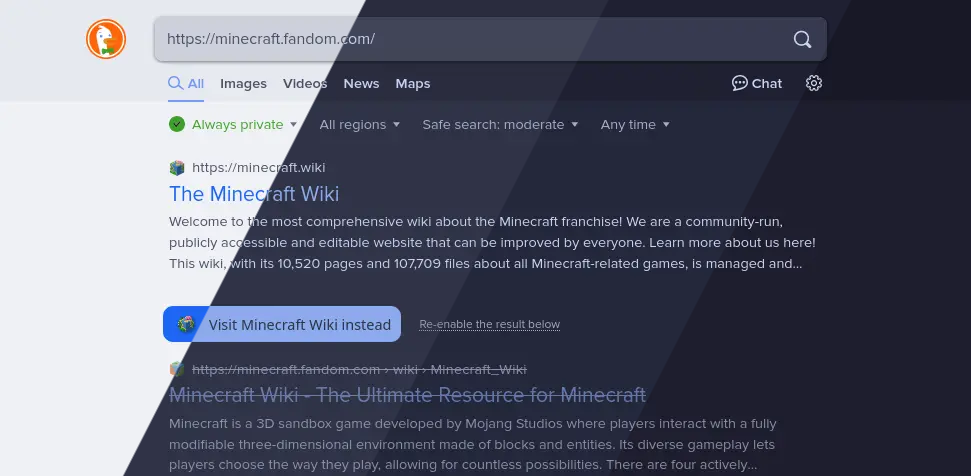 https://minecraft.fandom.com/
All Images Videos News Maps Chat
Always private All regions Safe search: moderate Any time
https://minecraft.wiki
The Minecraft Wiki
Welcome to the most comprehensive wiki about the Minecraft franchise! We are a community-run,
publicly accessible and editable website that can be improved by everyone. Learn more about us here!
This wiki, with its 10,520 pages and 107,709 files about all Minecraft-related games, is managed and...
Visit Minecraft Wiki instead Re-enable the result below
https://minecraft.fandom.com › wiki › Minecraft_Wiki
Minecraft Wiki - The Ultimate Resource for Minecraft
Minecraft is a 3D sandbox game developed by Mojang Studios where players interact with a fully
modifiable three-dimensional environment made of blocks and entities. Its diverse gameplay lets
players choose the way they play, allowing for countless possibilities. There are four actively...